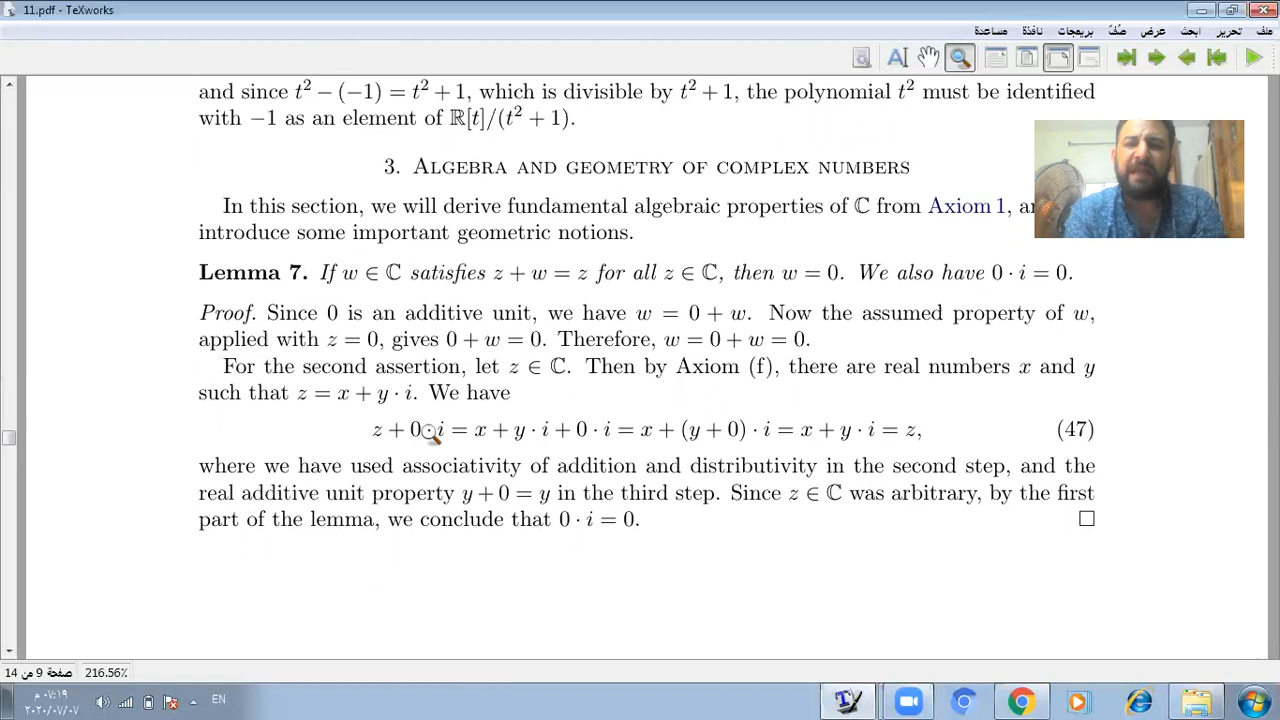 11.pdf - TeXworks
ملف تحرير ابحث عرض صُفّ بريمجات نافذة مساعدة
and since t² − (−1) = t² + 1, which is divisible by t² + 1, the polynomial t² must be identified
with −1 as an element of ℝ[t]/(t² + 1).
3. Algebra and geometry of complex numbers
In this section, we will derive fundamental algebraic properties of ℂ from Axiom 1, an
introduce some important geometric notions.
Lemma 7. If w ∈ ℂ satisfies z + w = z for all z ∈ ℂ, then w = 0. We also have 0 · i = 0.
Proof. Since 0 is an additive unit, we have w = 0 + w. Now the assumed property of w,
applied with z = 0, gives 0 + w = 0. Therefore, w = 0 + w = 0.
For the second assertion, let z ∈ ℂ. Then by Axiom (f), there are real numbers x and y
such that z = x + y · i. We have
z + 0 · i = x + y · i + 0 · i = x + (y + 0) · i = x + y · i = z, (47)
where we have used associativity of addition and distributivity in the second step, and the
real additive unit property y + 0 = y in the third step. Since z ∈ ℂ was arbitrary, by the first
part of the lemma, we conclude that 0 · i = 0. □
صفحة 9 من 14 216.56%
EN ٠٧:١٩ م
٢٠٢٠/٠٧/٠٧